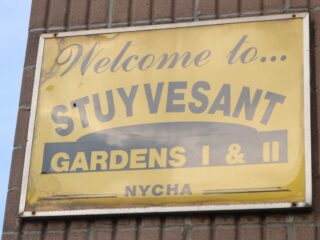 Welcome to...
STUYVESANT
GARDENS I & II
NYCHA